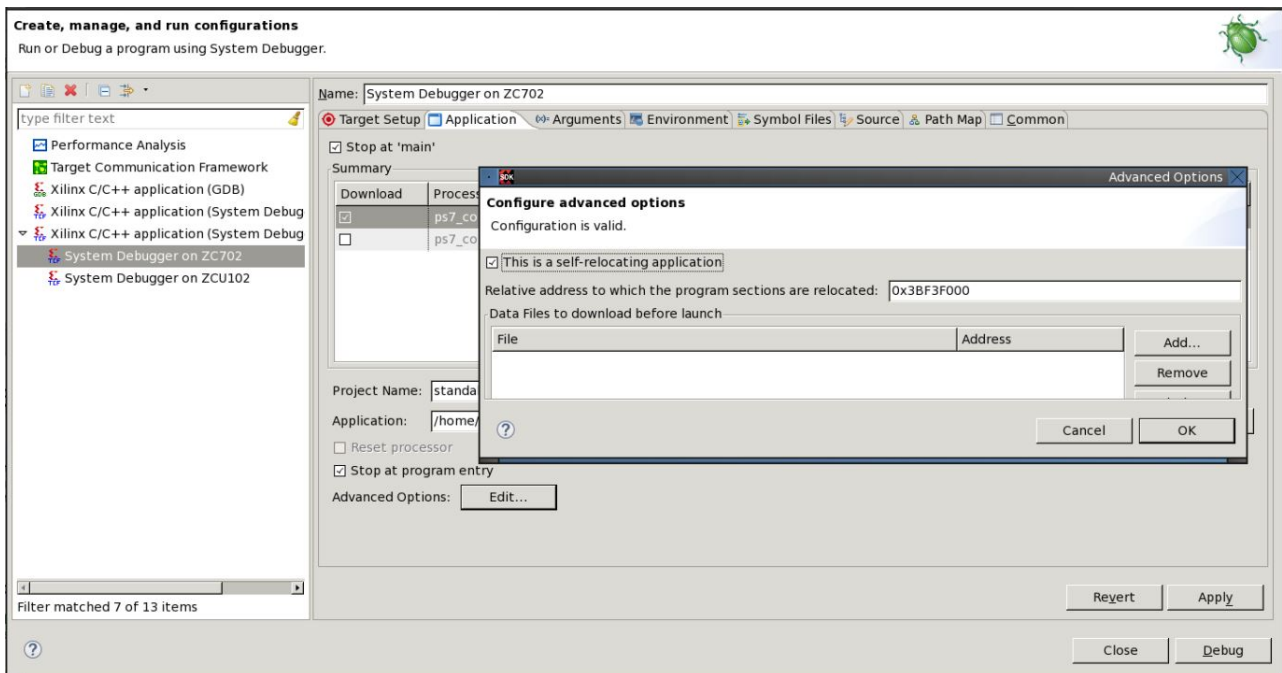 Create, manage, and run configurations
Run or Debug a program using System Debugger.
Name: System Debugger on ZC702
type filter text
Target Setup Application Arguments Environment Symbol Files Source Path Map Common
Performance Analysis
Target Communication Framework
Xilinx C/C++ application (GDB)
Xilinx C/C++ application (System Debug
Xilinx C/C++ application (System Debug
System Debugger on ZC702
System Debugger on ZCU102
Filter matched 7 of 13 items
Stop at 'main'
Summary
Download Process
ps7_co
ps7_co
SDK Advanced Options
Configure advanced options
Configuration is valid.
This is a self-relocating application
Relative address to which the program sections are relocated: 0x3BF3F000
Data Files to download before launch
File Address
Add...
Remove
Cancel OK
Project Name: standa
Application: /home/
Reset processor
Stop at program entry
Advanced Options: Edit...
Revert Apply
Close Debug